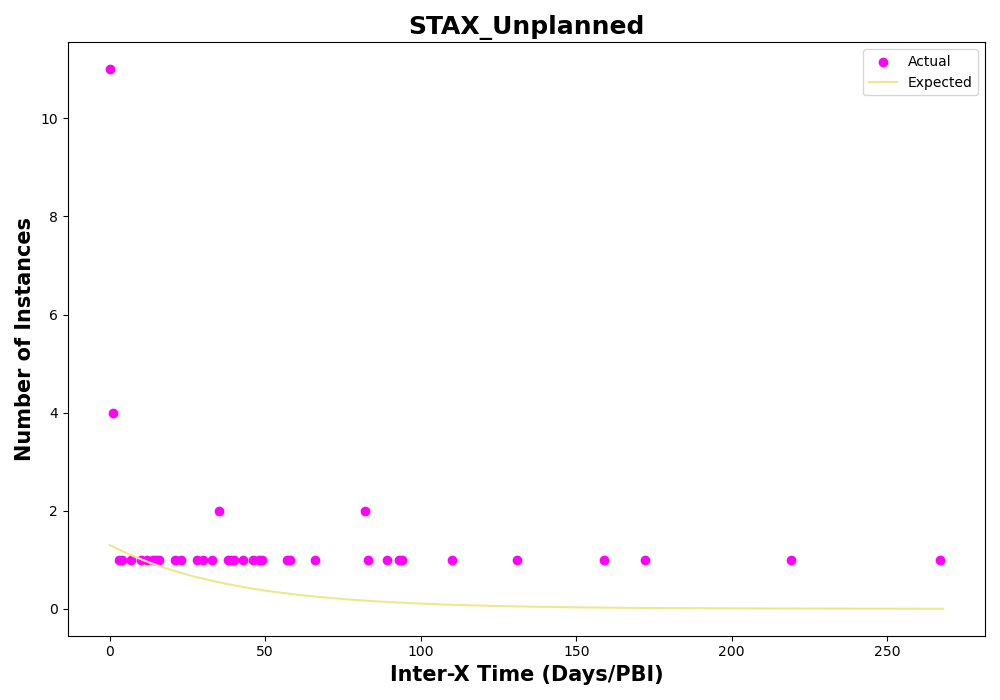 STAX_Unplanned
Actual
Expected
Number of Instances
10
8
6
4
2
0
0 50 100 150 200 250
Inter-X Time (Days/PBI)